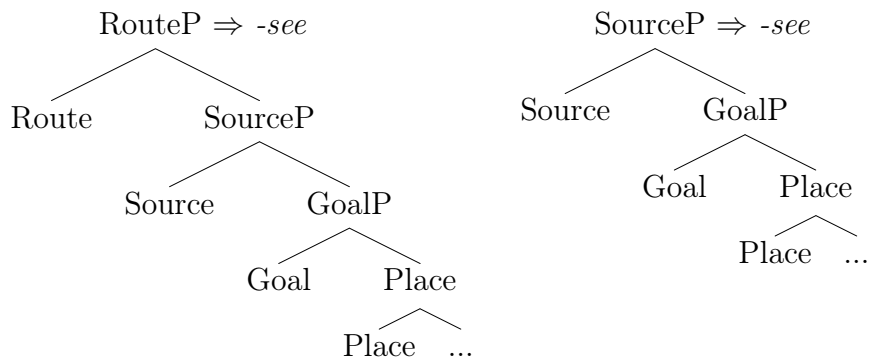 RouteP ⇒ -see
Route SourceP
Source GoalP
Goal Place
Place ...
SourceP ⇒ -see
Source GoalP
Goal Place
Place ...